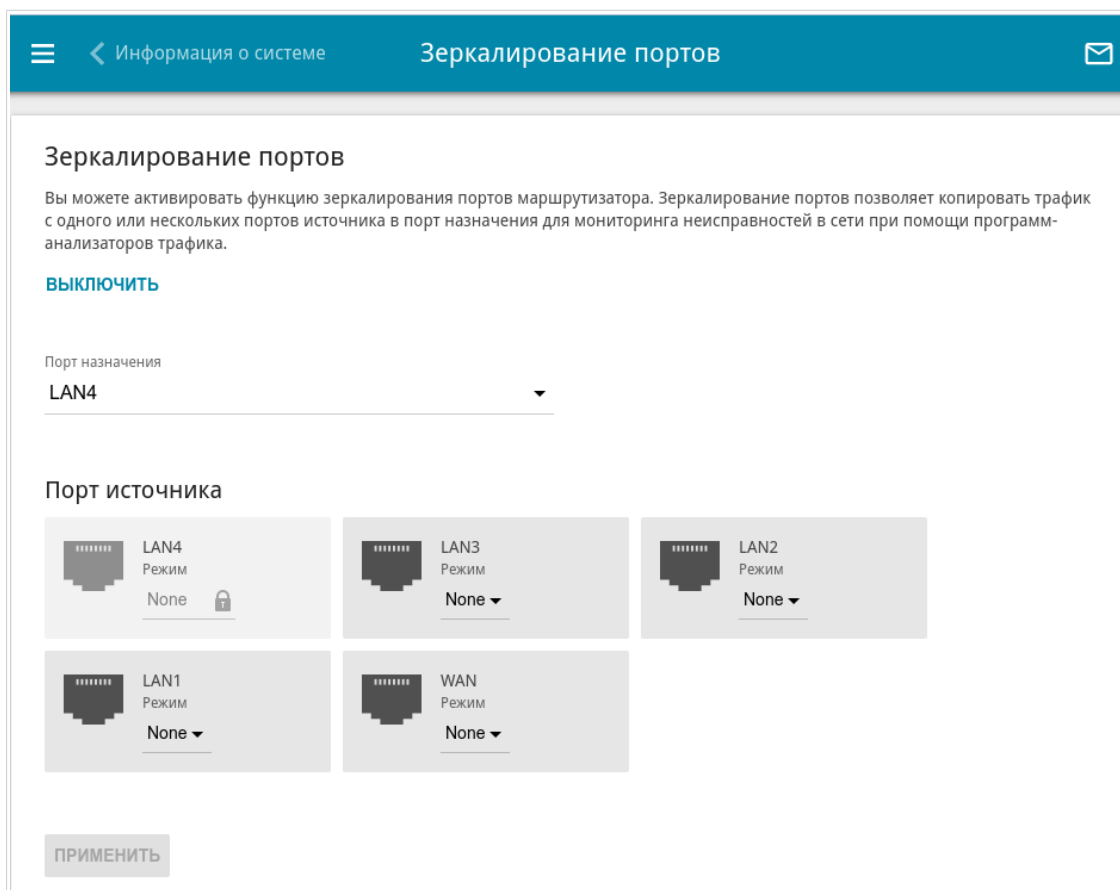 Информация о системе
Зеркалирование портов
Зеркалирование портов
Вы можете активировать функцию зеркалирования портов маршрутизатора. Зеркалирование портов позволяет копировать трафик
с одного или нескольких портов источника в порт назначения для мониторинга неисправностей в сети при помощи программ-
анализаторов трафика.
ВЫКЛЮЧИТЬ
Порт назначения
LAN4
Порт источника
LAN4
Режим
None
LAN3
Режим
None
LAN2
Режим
None
LAN1
Режим
None
WAN
Режим
None
ПРИМЕНИТЬ